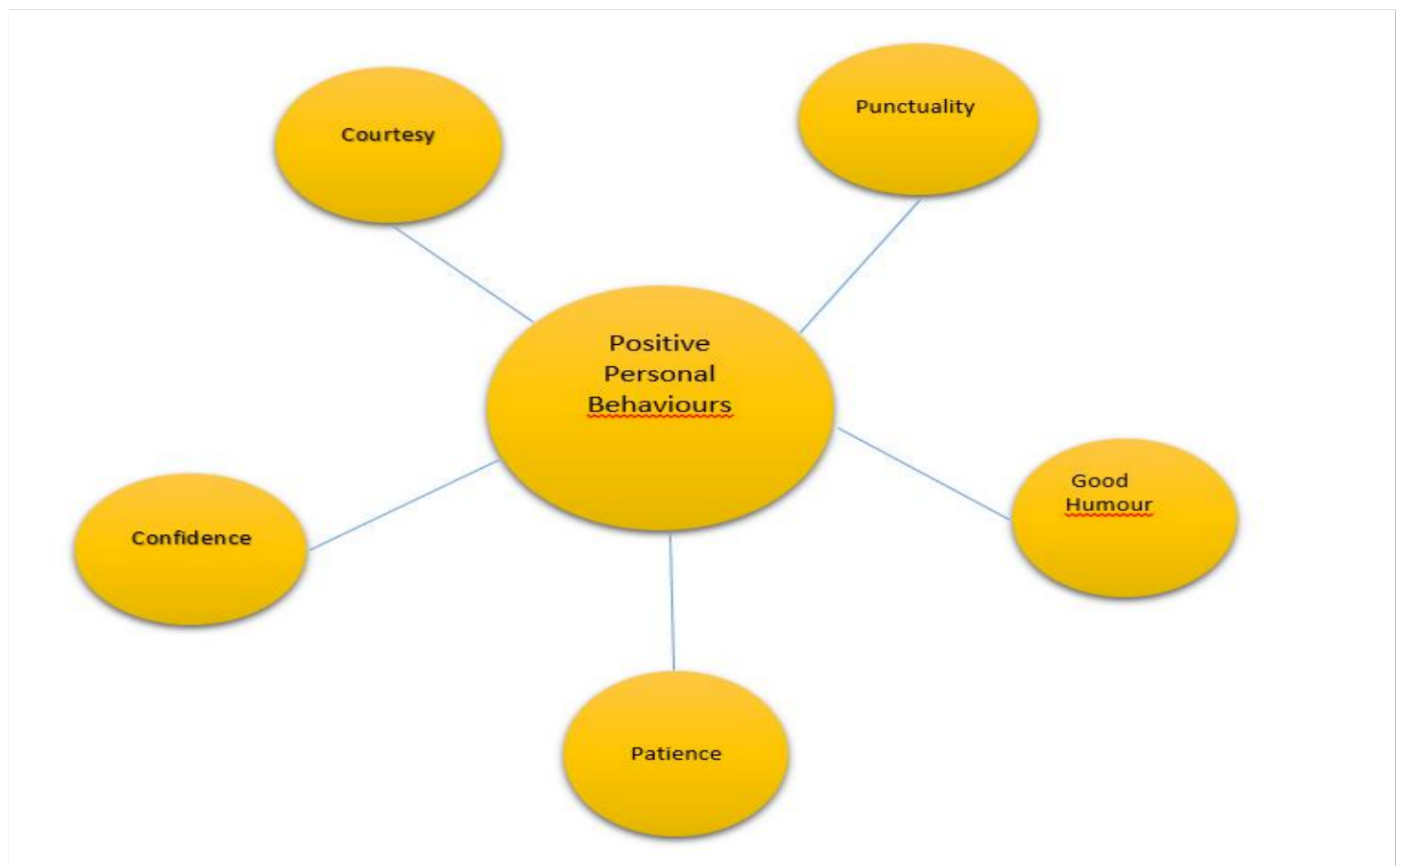 Punctuality
Courtesy
Positive
Personal
Behaviours
Good
Humour
Confidence
Patience